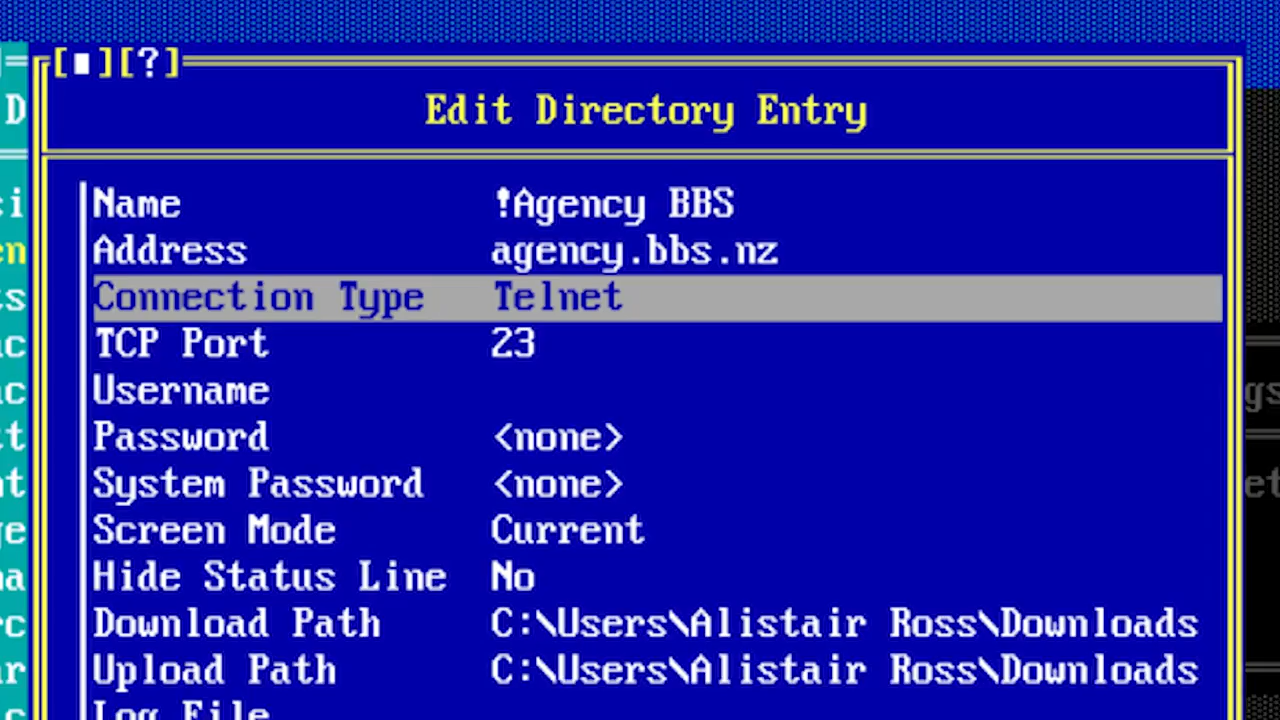 [∎][?]
Edit Directory Entry
Name !Agency BBS
Address agency.bbs.nz
Connection Type Telnet
TCP Port 23
Username
Password <none>
System Password <none>
Screen Mode Current
Hide Status Line No
Download Path C:\Users\Alistair Ross\Downloads
Upload Path C:\Users\Alistair Ross\Downloads
Log File